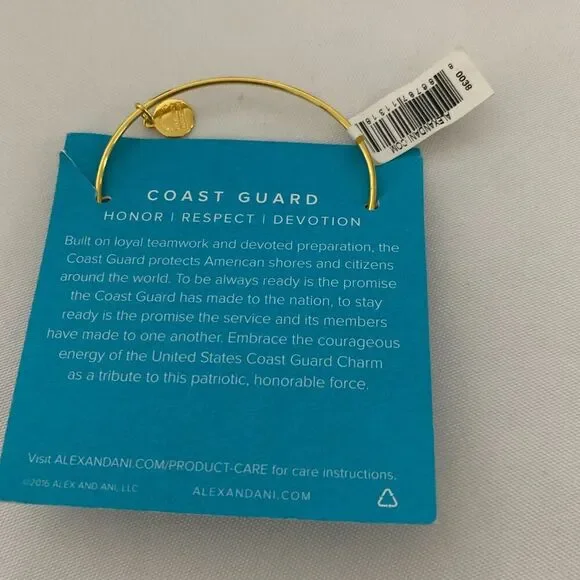 8 0038
ALEXANDANI.COM
COAST GUARD
HONOR | RESPECT | DEVOTION
Built on loyal teamwork and devoted preparation, the
Coast Guard protects American shores and citizens
around the world. To be always ready is the promise
the Coast Guard has made to the nation, to stay
ready is the promise the service and its members
have made to one another. Embrace the courageous
energy of the United States Coast Guard Charm
as a tribute to this patriotic, honorable force.
Visit ALEXANDANI.COM/PRODUCT-CARE for care instructions.
©2016 ALEX AND ANI, LLC
ALEXANDANI.COM